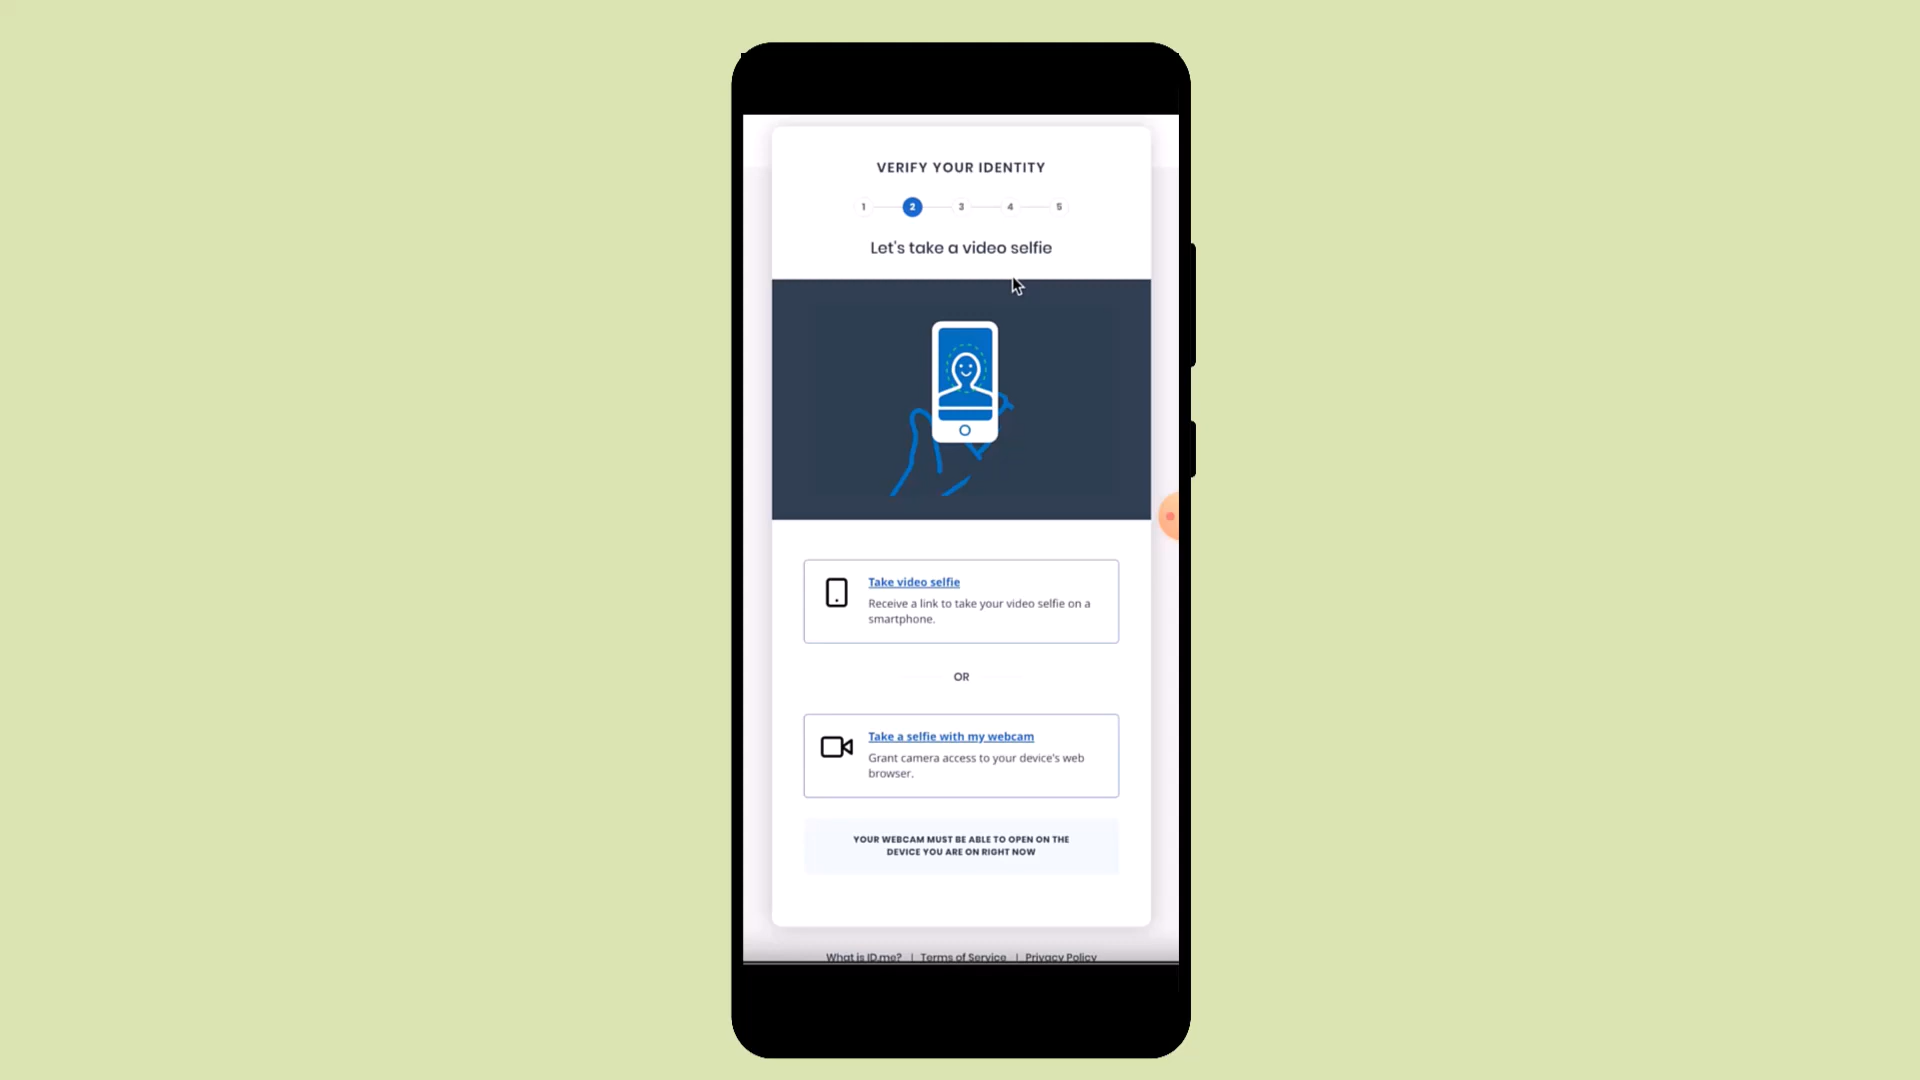 VERIFY YOUR IDENTITY
1 2 3 4 5
Let's take a video selfie
Take video selfie
Receive a link to take your video selfie on a
smartphone.
OR
Take a selfie with my webcam
Grant camera access to your device's web
browser.
YOUR WEBCAM MUST BE ABLE TO OPEN ON THE
DEVICE YOU ARE ON RIGHT NOW
What is ID.me? | Terms of Service | Privacy Policy